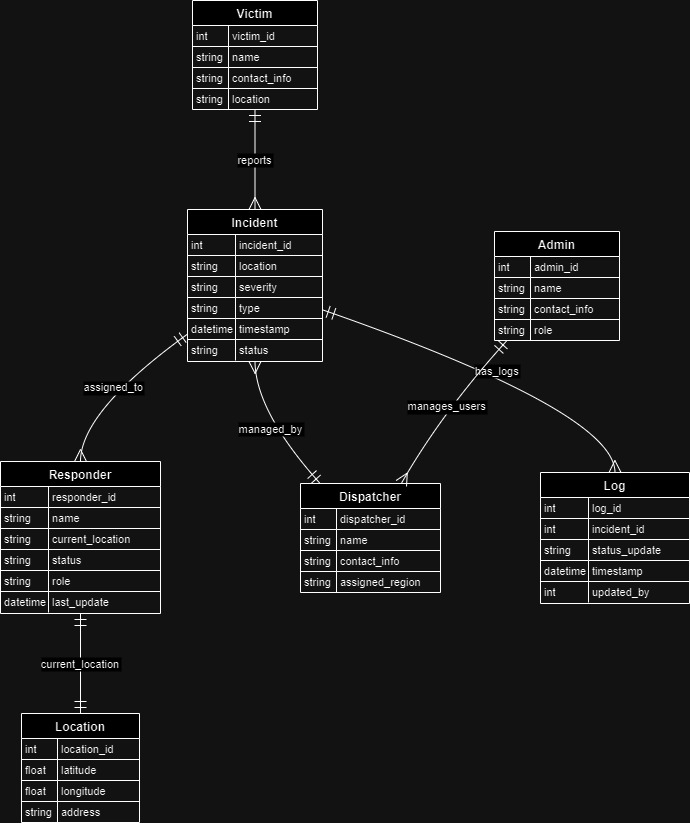 Victim
int victim_id
string name
string contact_info
string location
reports
Incident
int incident_id
string location
string severity
string type
datetime timestamp
string status
Admin
int admin_id
string name
string contact_info
string role
has_logs
assigned_to
manages_users
managed_by
Responder
int responder_id
string name
string current_location
string status
string role
datetime last_update
Dispatcher
int dispatcher_id
string name
string contact_info
string assigned_region
Log
int log_id
int incident_id
string status_update
datetime timestamp
int updated_by
current_location
Location
int location_id
float latitude
float longitude
string address